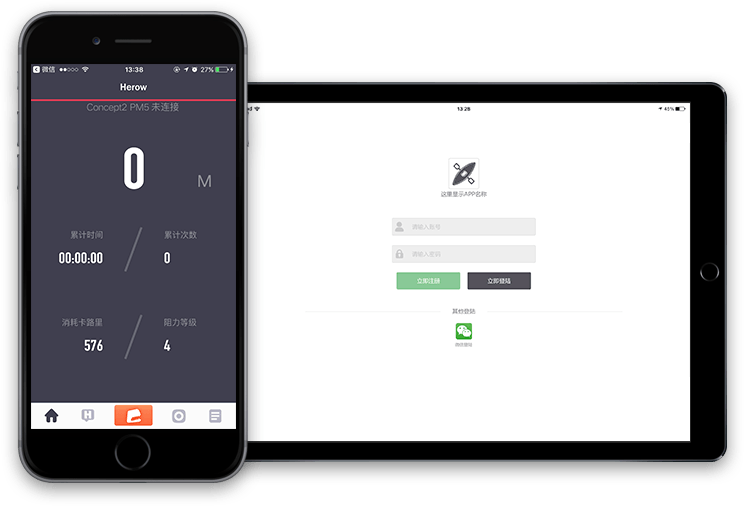 微信 13:38 27%
Herow
Concept2 PM5 未连接
0 M
累计时间 累计次数
00:00:00 0
消耗卡路里 阻力等级
576 4
H
13 28 45%
这里显示APP名称
请输入账号
请输入密码
立即注册 立即登陆
其他登陆
微信登陆